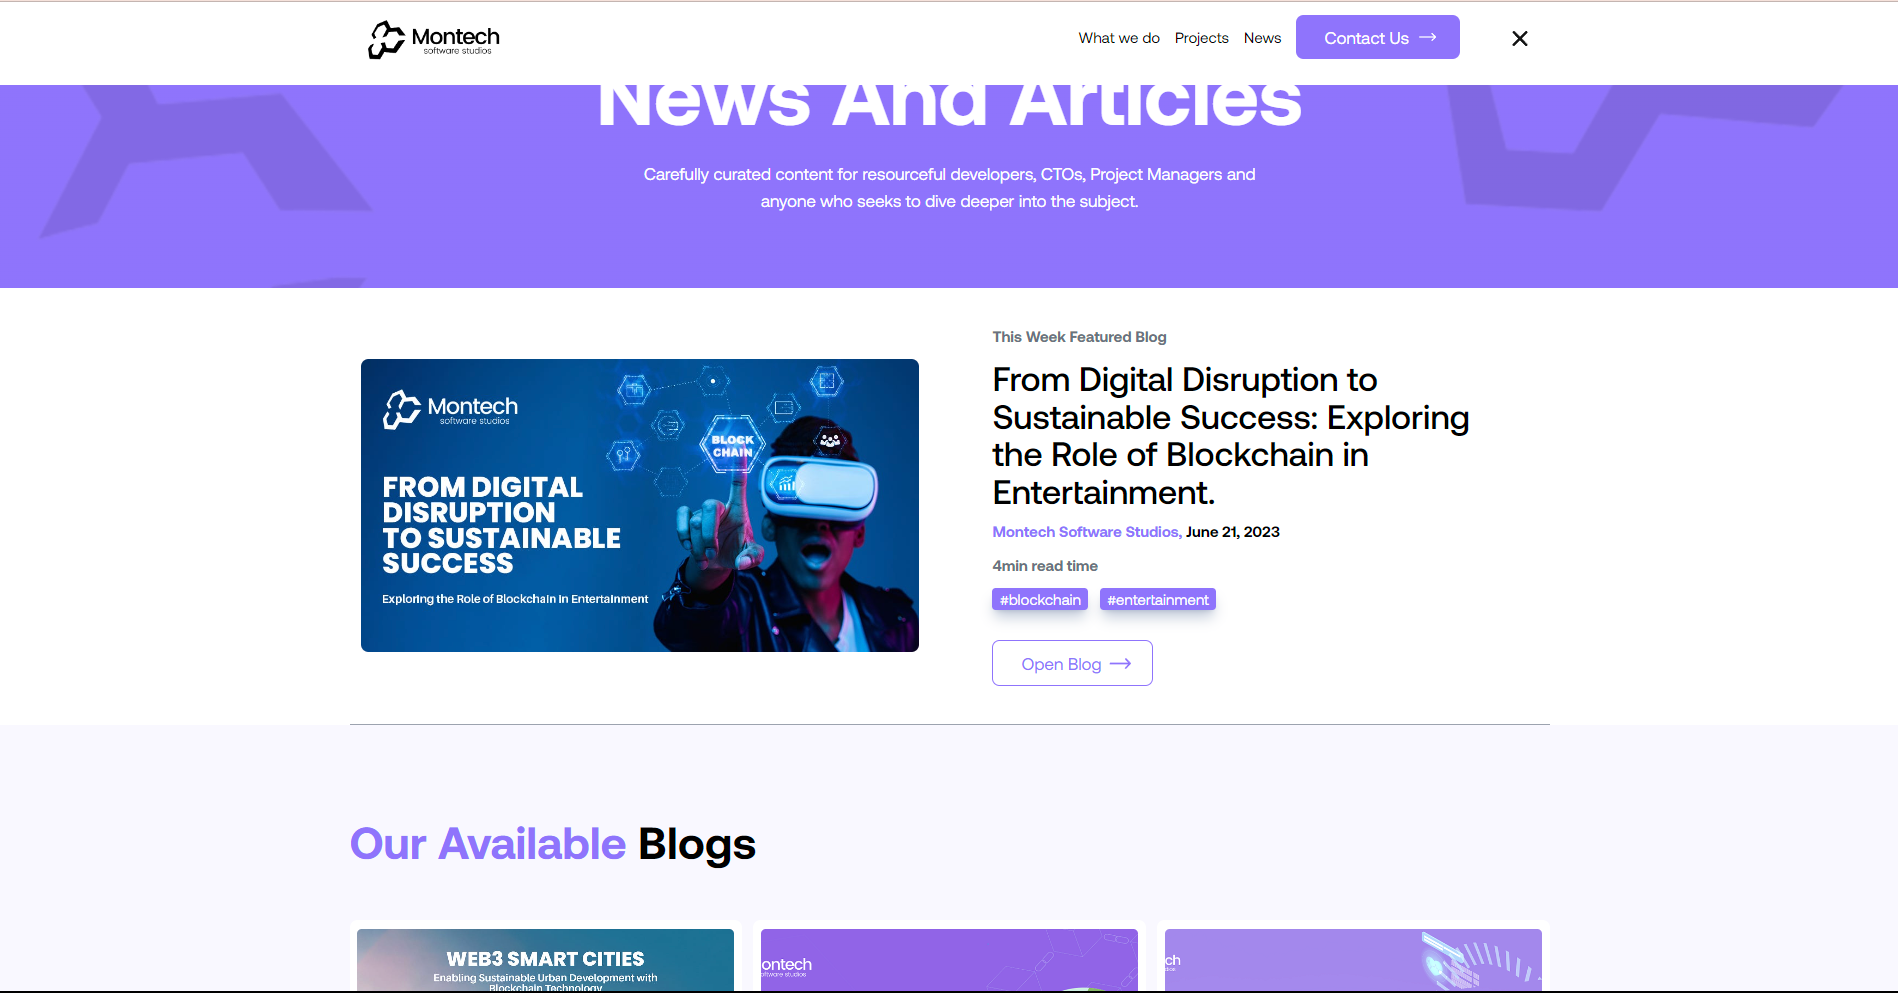 Montech
software studios
What we do Projects News Contact Us
News And Articles
Carefully curated content for resourceful developers, CTOs, Project Managers and
anyone who seeks to dive deeper into the subject.
Montech
software studios
BLOCK
CHAIN
FROM DIGITAL
DISRUPTION
TO SUSTAINABLE
SUCCESS
Exploring the Role of Blockchain in Entertainment
This Week Featured Blog
From Digital Disruption to
Sustainable Success: Exploring
the Role of Blockchain in
Entertainment.
Montech Software Studios, June 21, 2023
4min read time
#blockchain #entertainment
Open Blog
Our Available Blogs
WEB3 SMART CITIES
Enabling Sustainable Urban Development with
Blockchain Technology
ontech
oftware studios
ch
dios